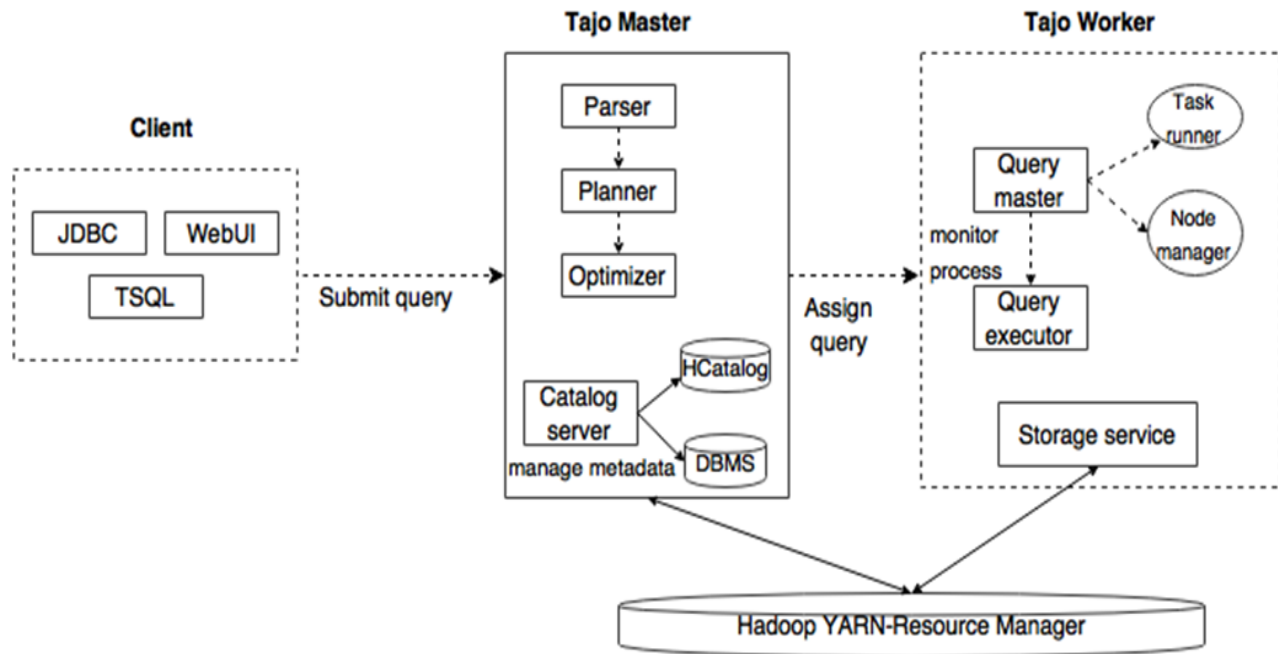 Tajo Master
Tajo Worker
Client
JDBC
WebUI
TSQL
Submit query
Parser
Planner
Optimizer
HCatalog
Catalog
server
DBMS
manage metadata
Assign
query
Task
runner
Query
master
Node
manager
monitor
process
Query
executor
Storage service
Hadoop YARN-Resource Manager